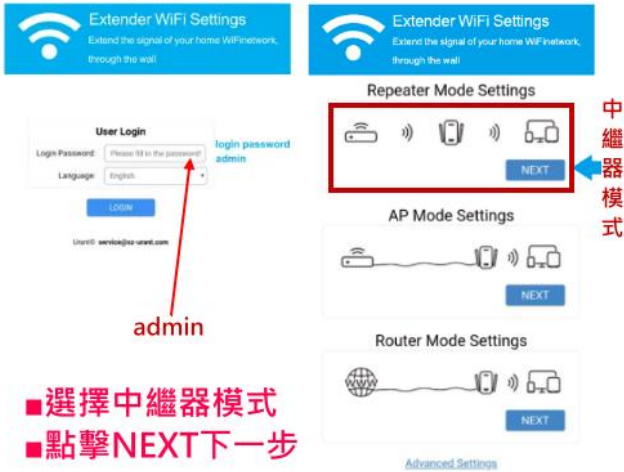 Extender WiFi Settings
Extend the signal of your home WiFinetwork,
through the wall
User Login
Login Password:
Please fill in the password!
login password
admin
Language:
English
LOGIN
Urant© service@sz-urant.com
admin
■選擇中繼器模式
■點擊NEXT下一步
Extender WiFi Settings
Extend the signal of your home WiFinetwork,
through the wall
Repeater Mode Settings
NEXT
中繼器模式
AP Mode Settings
NEXT
Router Mode Settings
WWW
NEXT
Advanced Settings